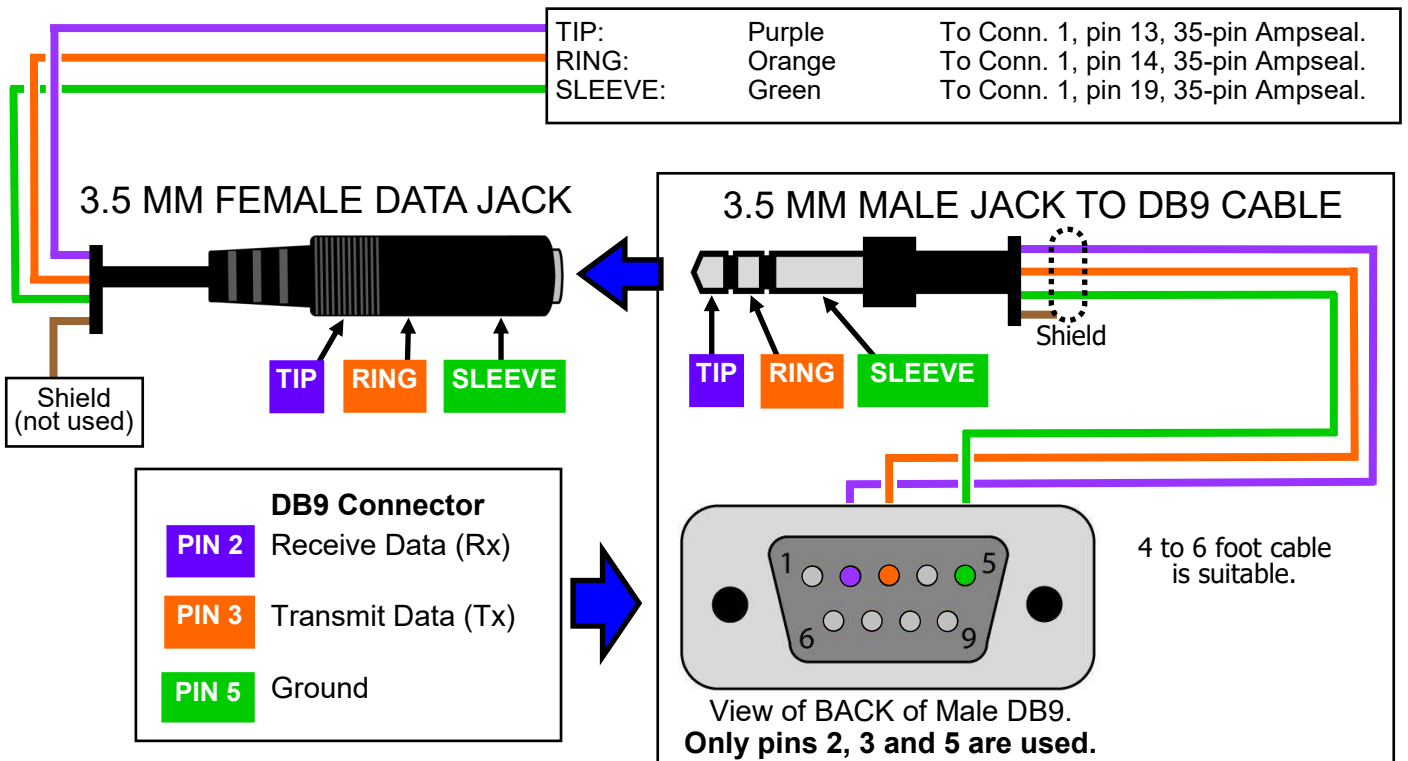 TIP: Purple To Conn. 1, pin 13, 35-pin Ampseal.
RING: Orange To Conn. 1, pin 14, 35-pin Ampseal.
SLEEVE: Green To Conn. 1, pin 19, 35-pin Ampseal.
3.5 MM FEMALE DATA JACK
TIP
RING
SLEEVE
Shield
(not used)
3.5 MM MALE JACK TO DB9 CABLE
Shield
TIP
RING
SLEEVE
DB9 Connector
PIN 2 Receive Data (Rx)
PIN 3 Transmit Data (Tx)
PIN 5 Ground
1 5
6 9
4 to 6 foot cable
is suitable.
View of BACK of Male DB9.
Only pins 2, 3 and 5 are used.